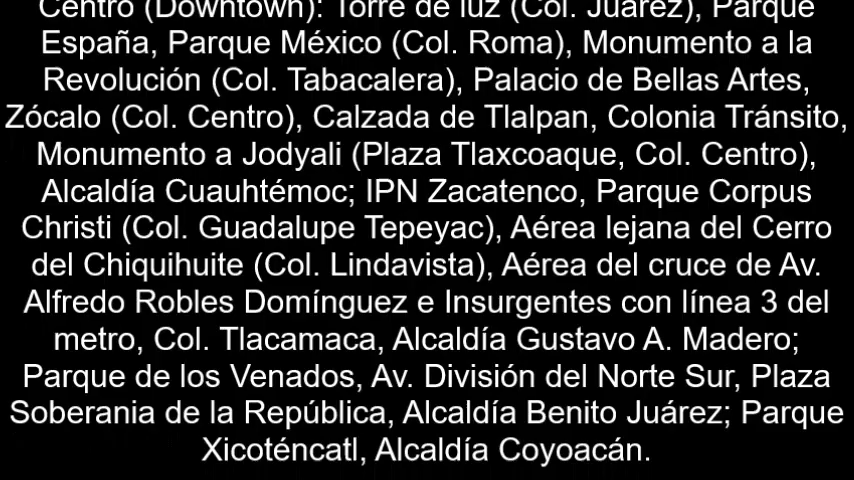 Centro (Downtown): Torre de luz (Col. Juárez), Parque
España, Parque México (Col. Roma), Monumento a la
Revolución (Col. Tabacalera), Palacio de Bellas Artes,
Zócalo (Col. Centro), Calzada de Tlalpan, Colonia Tránsito,
Monumento a Jodyali (Plaza Tlaxcoaque, Col. Centro),
Alcaldía Cuauhtémoc; IPN Zacatenco, Parque Corpus
Christi (Col. Guadalupe Tepeyac), Aérea lejana del Cerro
del Chiquihuite (Col. Lindavista), Aérea del cruce de Av.
Alfredo Robles Domínguez e Insurgentes con línea 3 del
metro, Col. Tlacamaca, Alcaldía Gustavo A. Madero;
Parque de los Venados, Av. División del Norte Sur, Plaza
Soberania de la República, Alcaldía Benito Juárez; Parque
Xicoténcatl, Alcaldía Coyoacán.